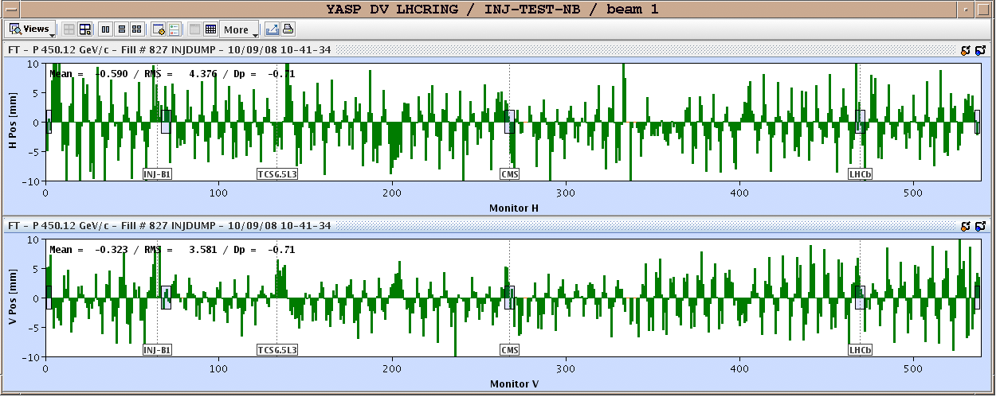 YASP DV LHCRING / INJ-TEST-NB / beam 1
Views More
FT - P 450.12 GeV/c - Fill # 827 INJDUMP - 10/09/08 10-41-34
Mean = -0.590 / RMS = 4.376 / Dp = -0.71
H Pos [mm]
10
5
0
-5
-10
INJ-B1 TCSG.5L3 CMS LHCb
0 100 200 300 400 500
Monitor H
FT - P 450.12 GeV/c - Fill # 827 INJDUMP - 10/09/08 10-41-34
Mean = -0.323 / RMS = 3.581 / Dp = -0.71
V Pos [mm]
10
5
0
-5
-10
INJ-B1 TCSG.5L3 CMS LHCb
0 100 200 300 400 500
Monitor V